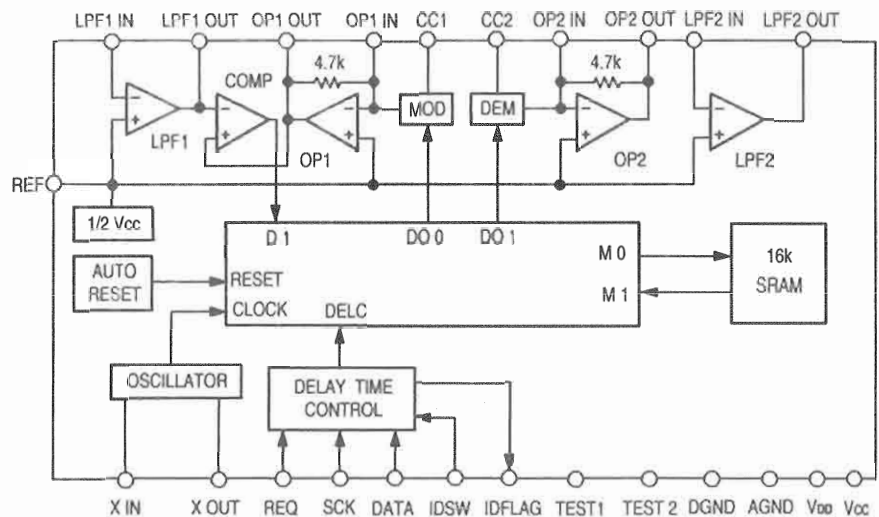 LPF1 IN LPF1 OUT OP1 OUT OP1 IN CC1 CC2 OP2 IN OP2 OUT LPF2 IN LPF2 OUT
4.7k 4.7k
COMP
MOD DEM
LPF1 OP1 OP2 LPF2
REF
1/2 Vcc
D 1 DO 0 DO 1
M 0 16k
AUTO RESET SRAM
RESET M 1
CLOCK DELC
OSCILLATOR DELAY TIME
CONTROL
X IN X OUT REQ SCK DATA IDSW IDFLAG TEST1 TEST 2 DGND AGND VDD Vcc